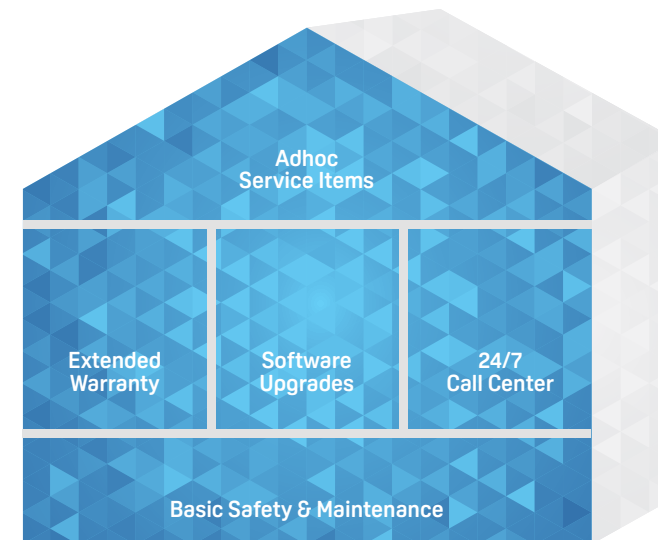 Adhoc
Service Items
Extended
Warranty
Software
Upgrades
24/7
Call Center
Basic Safety & Maintenance